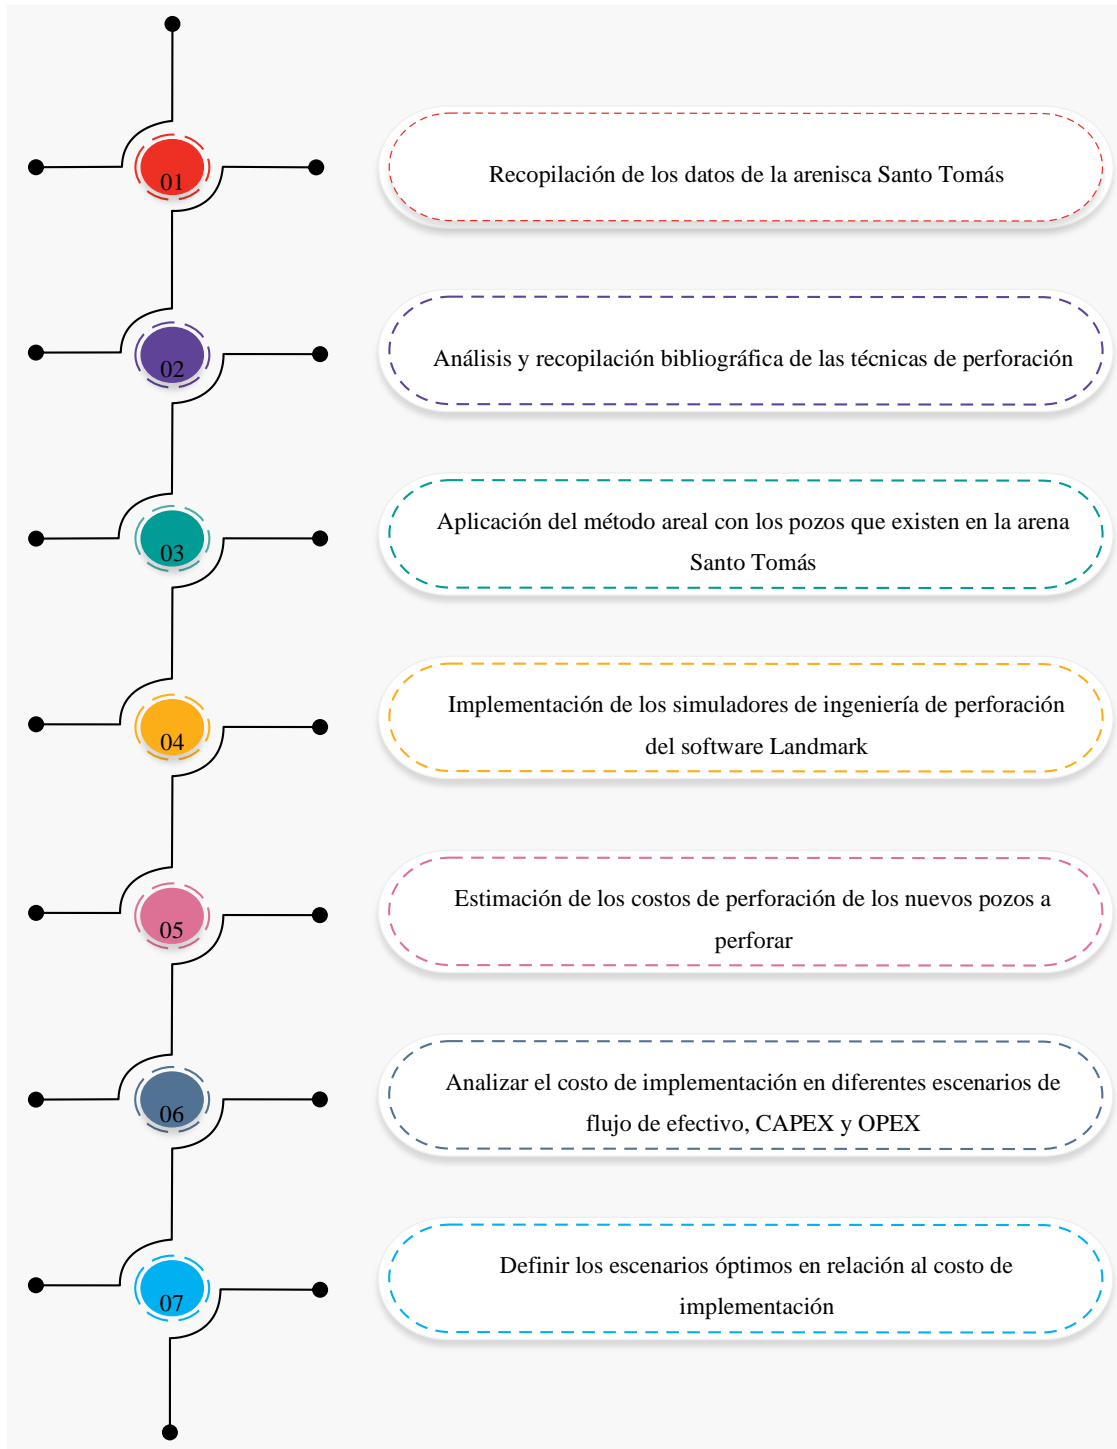 01
Recopilación de los datos de la arenisca Santo Tomás
02
Análisis y recopilación bibliográfica de las técnicas de perforación
03
Aplicación del método areal con los pozos que existen en la arena
Santo Tomás
04
Implementación de los simuladores de ingeniería de perforación
del software Landmark
05
Estimación de los costos de perforación de los nuevos pozos a
perforar
06
Analizar el costo de implementación en diferentes escenarios de
flujo de efectivo, CAPEX y OPEX
07
Definir los escenarios óptimos en relación al costo de
implementación